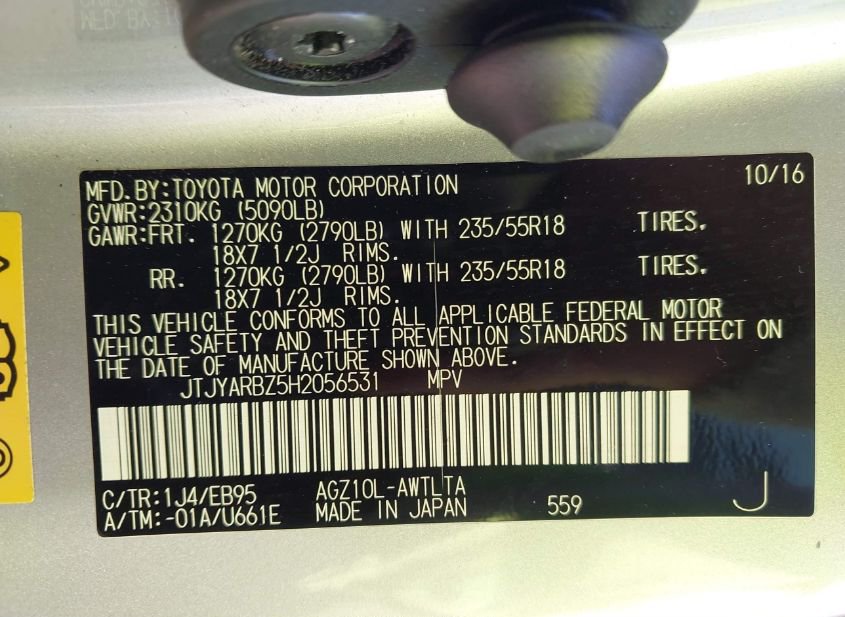 MFD. BY: TOYOTA MOTOR CORPORATION 10/16
GVWR: 2310KG (5090LB)
GAWR: FRT. 1270KG (2790LB) WITH 235/55R18 TIRES.
18X7 1/2J RIMS.
RR. 1270KG (2790LB) WITH 235/55R18 TIRES.
18X7 1/2J RIMS.
THIS VEHICLE CONFORMS TO ALL APPLICABLE FEDERAL MOTOR
VEHICLE SAFETY AND THEFT PREVENTION STANDARDS IN EFFECT ON
THE DATE OF MANUFACTURE SHOWN ABOVE.
JTJYARBZ5H2056531 MPV
C/TR: 1J4/EB95 AGZ10L-AWTLTA
A/TM: -01A/U661E MADE IN JAPAN 559 J